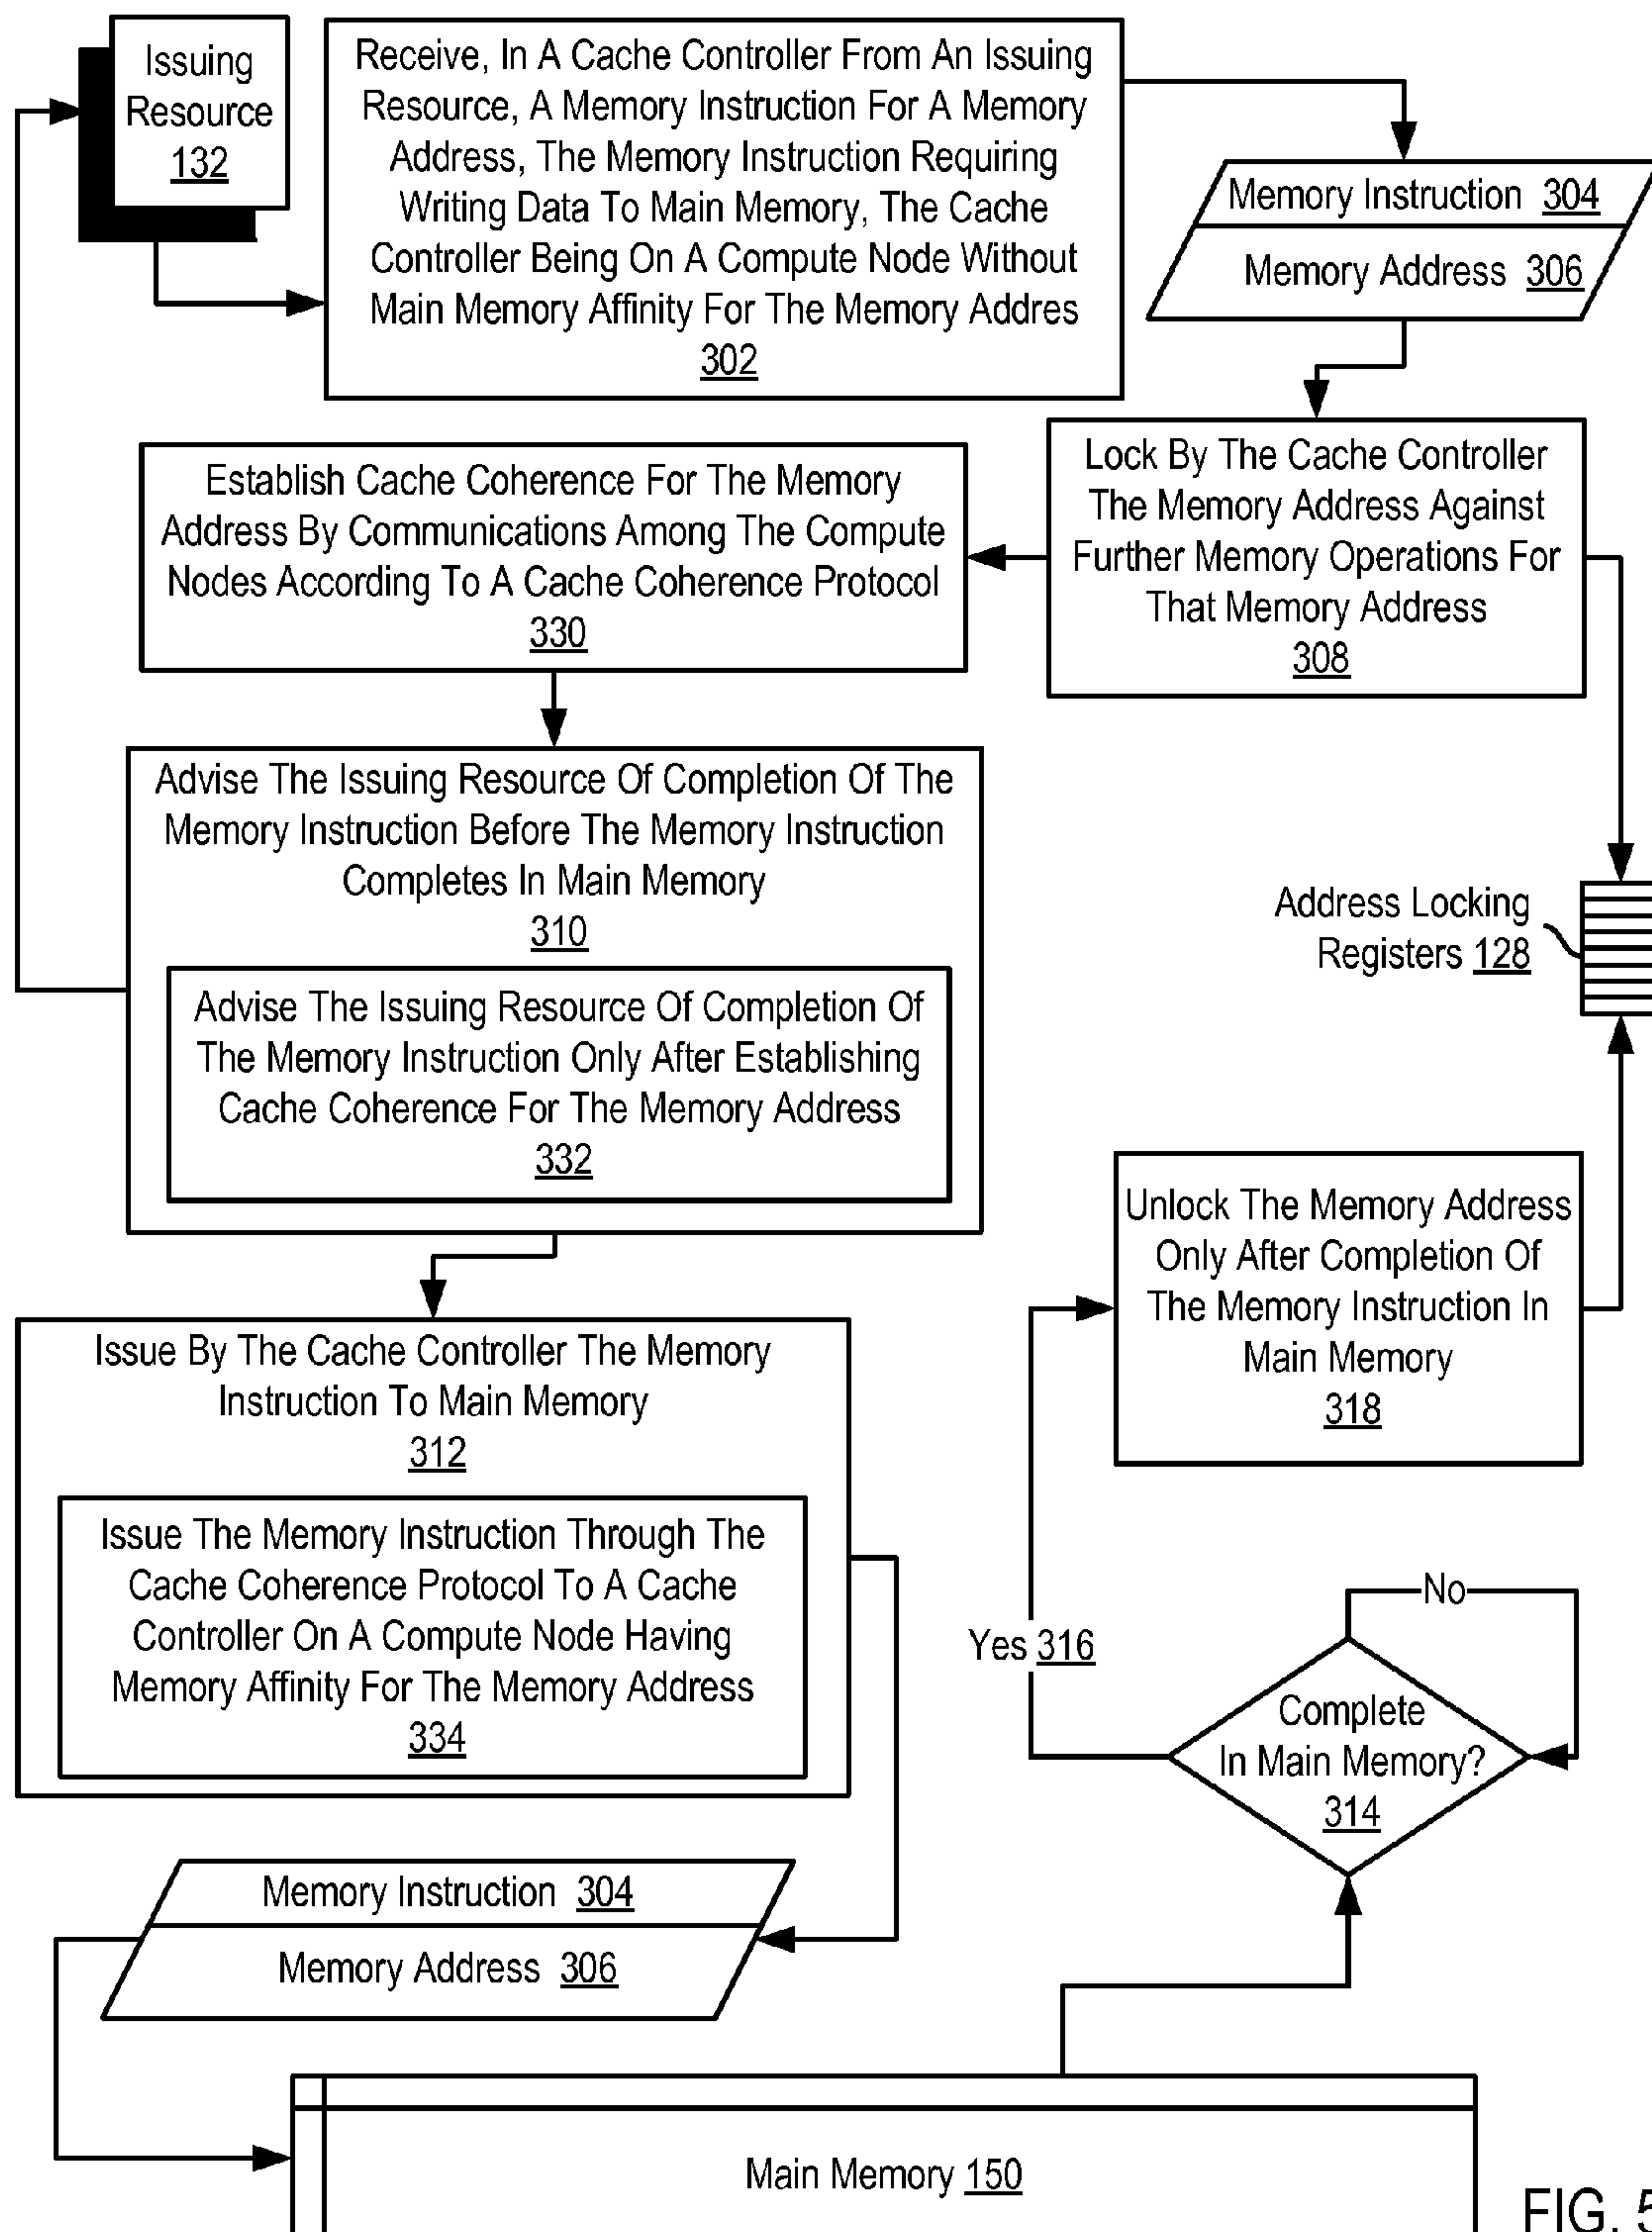 Issuing
Resource
132
Receive, In A Cache Controller From An Issuing
Resource, A Memory Instruction For A Memory
Address, The Memory Instruction Requiring
Writing Data To Main Memory, The Cache
Controller Being On A Compute Node Without
Main Memory Affinity For The Memory Addres
302
Memory Instruction 304
Memory Address 306
Lock By The Cache Controller
The Memory Address Against
Further Memory Operations For
That Memory Address
308
Establish Cache Coherence For The Memory
Address By Communications Among The Compute
Nodes According To A Cache Coherence Protocol
330
Advise The Issuing Resource Of Completion Of The
Memory Instruction Before The Memory Instruction
Completes In Main Memory
310
Advise The Issuing Resource Of Completion Of
The Memory Instruction Only After Establishing
Cache Coherence For The Memory Address
332
Address Locking
Registers 128
Unlock The Memory Address
Only After Completion Of
The Memory Instruction In
Main Memory
318
Issue By The Cache Controller The Memory
Instruction To Main Memory
312
Issue The Memory Instruction Through The
Cache Coherence Protocol To A Cache
Controller On A Compute Node Having
Memory Affinity For The Memory Address
334
No
Yes 316
Complete
In Main Memory?
314
Memory Instruction 304
Memory Address 306
Main Memory 150
FIG. 5